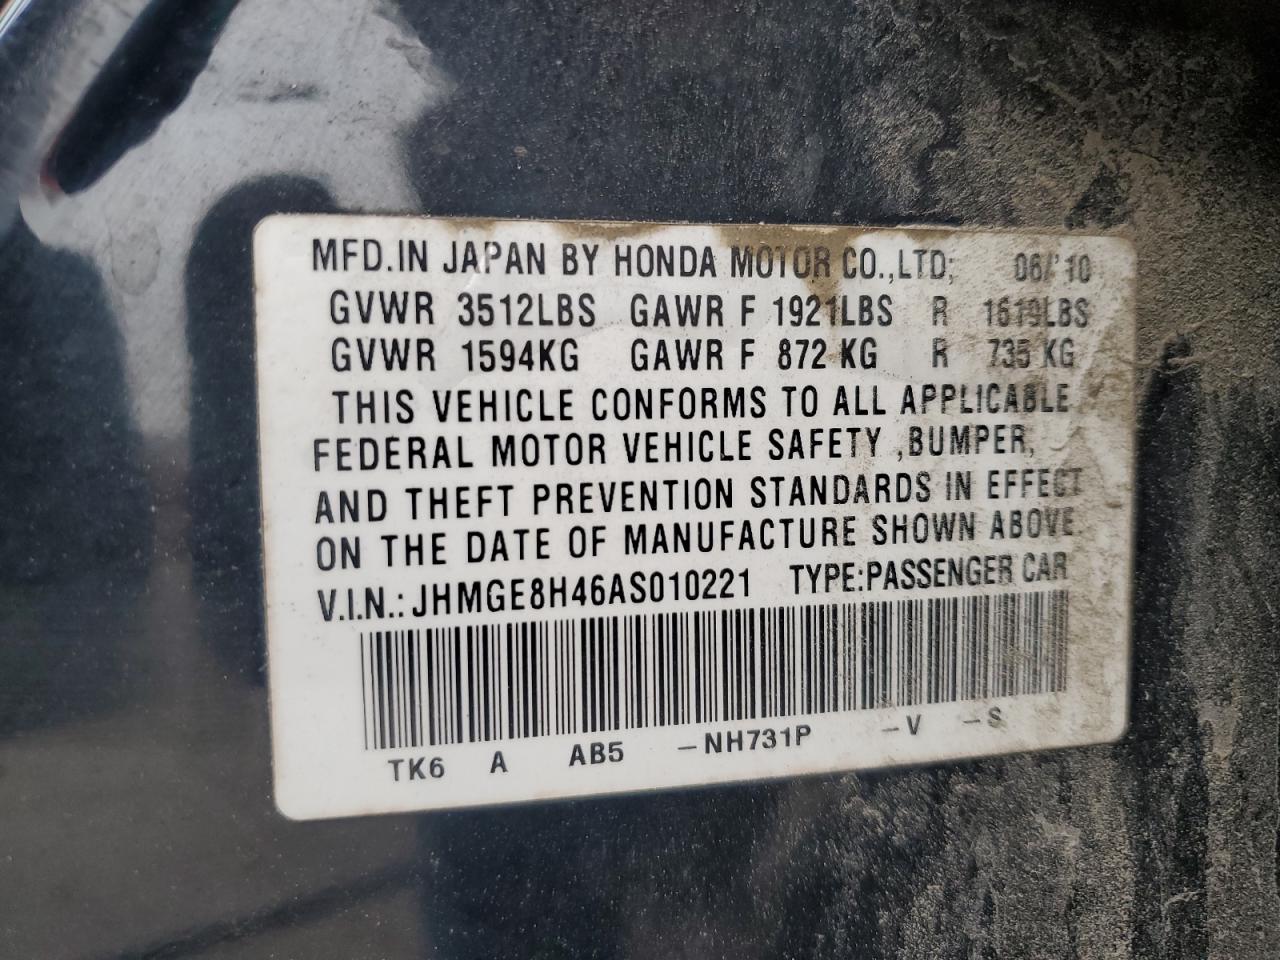 MFD.IN JAPAN BY HONDA MOTOR CO.,LTD; 06/'10
GVWR 3512LBS GAWR F 1921LBS R 1619LBS
GVWR 1594KG GAWR F 872 KG R 735 KG
THIS VEHICLE CONFORMS TO ALL APPLICABLE
FEDERAL MOTOR VEHICLE SAFETY ,BUMPER,
AND THEFT PREVENTION STANDARDS IN EFFECT
ON THE DATE OF MANUFACTURE SHOWN ABOVE.
V.I.N.: JHMGE8H46AS010221 TYPE:PASSENGER CAR
TK6 A AB5 -NH731P -V -S